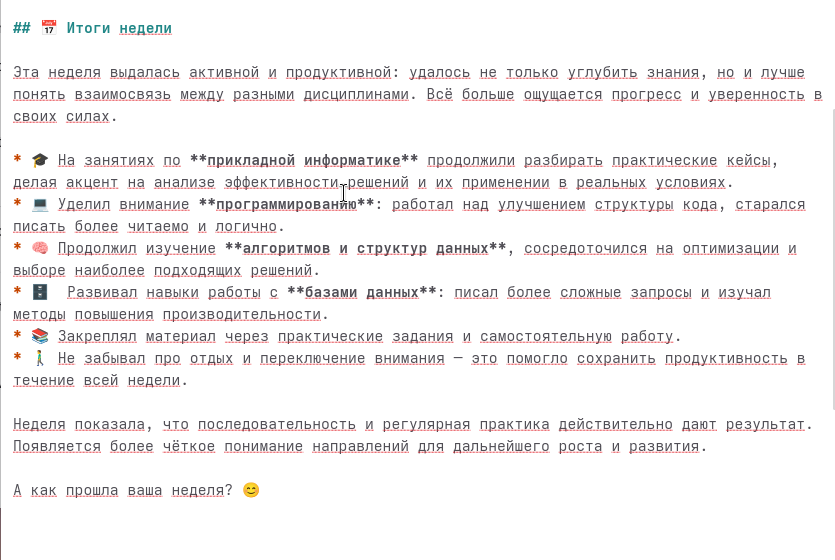 ## 📅 Итоги недели
Эта неделя выдалась активной и продуктивной: удалось не только углубить знания, но и лучше
понять взаимосвязь между разными дисциплинами. Всё больше ощущается прогресс и уверенность в
своих силах.
* 🎓 На занятиях по **прикладной информатике** продолжили разбирать практические кейсы,
делая акцент на анализе эффективности решений и их применении в реальных условиях.
* 💻 Уделил внимание **программированию**: работал над улучшением структуры кода, старался
писать более читаемо и логично.
* 🧠 Продолжил изучение **алгоритмов и структур данных**, сосредоточился на оптимизации и
выборе наиболее подходящих решений.
* 🗄️ Развивал навыки работы с **базами данных**: писал более сложные запросы и изучал
методы повышения производительности.
* 📚 Закреплял материал через практические задания и самостоятельную работу.
* 🚶‍♂️ Не забывал про отдых и переключение внимания — это помогло сохранить продуктивность в
течение всей недели.
Неделя показала, что последовательность и регулярная практика действительно дают результат.
Появляется более чёткое понимание направлений для дальнейшего роста и развития.
А как прошла ваша неделя? 😊